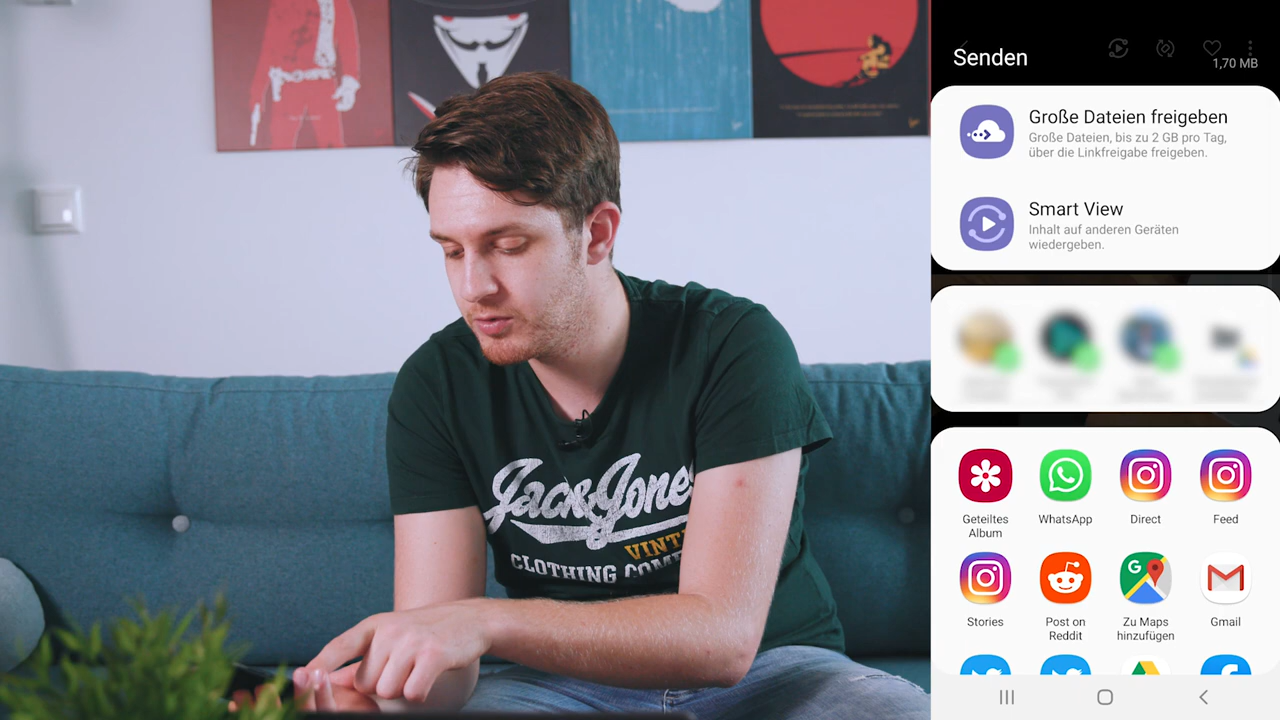 Senden
1,70 MB
Große Dateien freigeben
Große Dateien, bis zu 2 GB pro Tag,
über die Linkfreigabe freigeben.
Smart View
Inhalt auf anderen Geräten
wiedergeben.
Geteiltes
Album
WhatsApp
Direct
Feed
Stories
Post on
Reddit
Zu Maps
hinzufügen
Gmail
Jack & Jones
VINT
CLOTHING COM